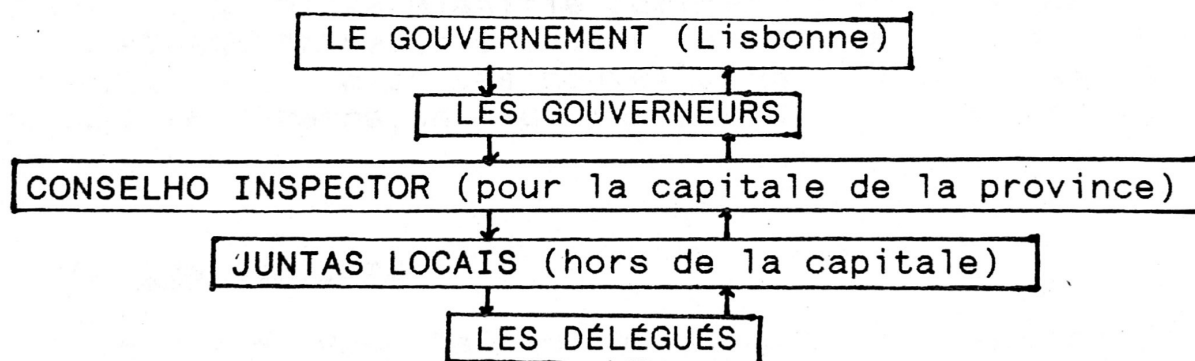 LE GOUVERNEMENT (Lisbonne)
LES GOUVERNEURS
CONSELHO INSPECTOR (pour la capitale de la province)
JUNTAS LOCAIS (hors de la capitale)
LES DÉLÉGUÉS